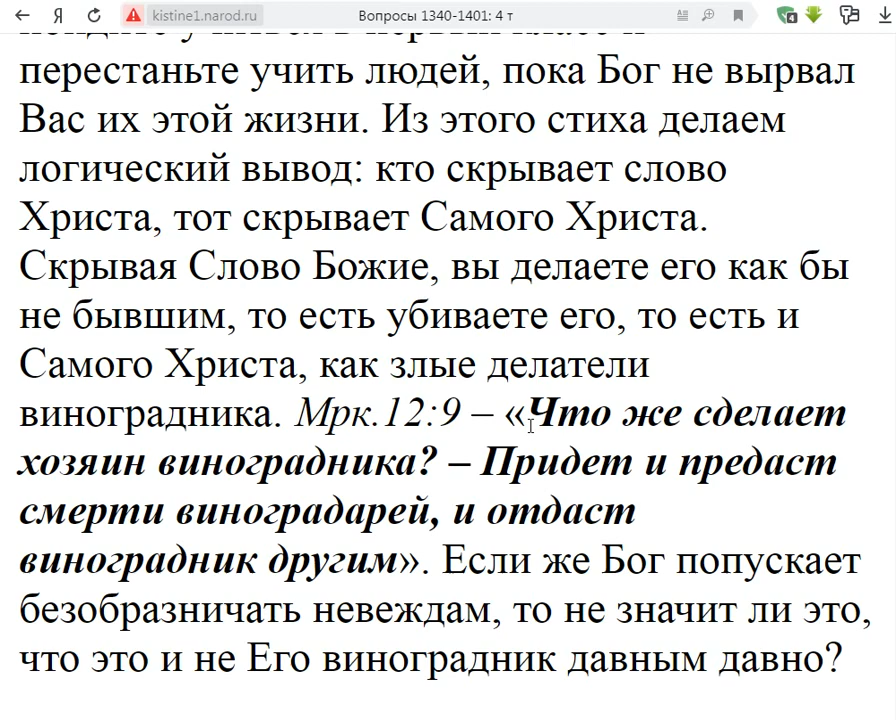 kistine1.narod.ru
Вопросы 1340-1401: 4 т
4
перестаньте учить людей, пока Бог не вырвал
Вас их этой жизни. Из этого стиха делаем
логический вывод: кто скрывает слово
Христа, тот скрывает Самого Христа.
Скрывая Слово Божие, вы делаете его как бы
не бывшим, то есть убиваете его, то есть и
Самого Христа, как злые делатели
виноградника. Мрк.12:9 – «Что же сделает
хозяин виноградника? – Придет и предаст
смерти виноградарей, и отдаст
виноградник другим». Если же Бог попускает
безобразничать невеждам, то не значит ли это,
что это и не Его виноградник давным давно?